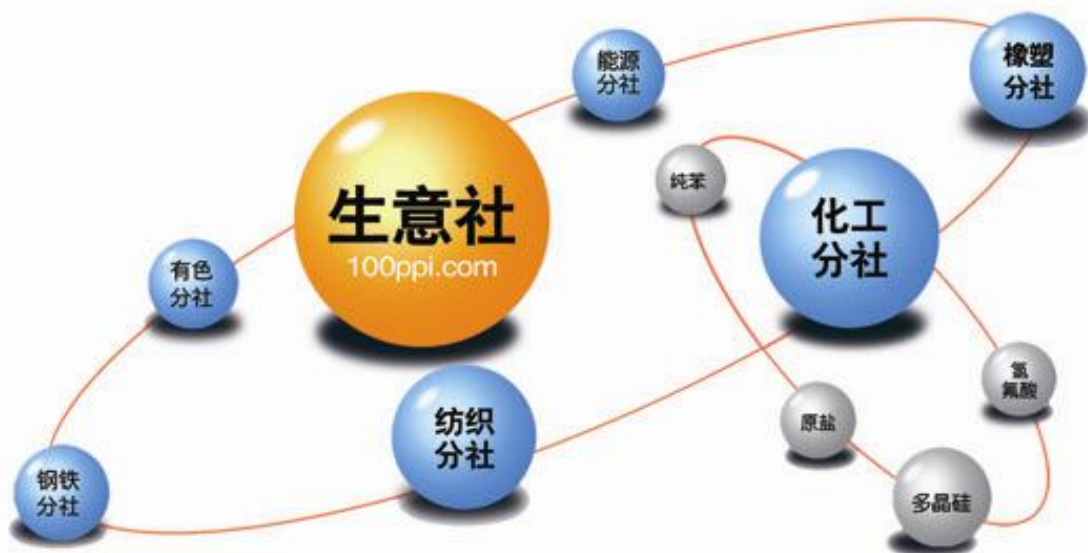 能源
分社
橡塑
分社
纯苯
生意社
100ppi.com
化工
分社
有色
分社
氢
氟酸
纺织
分社
原盐
钢铁
分社
多晶硅